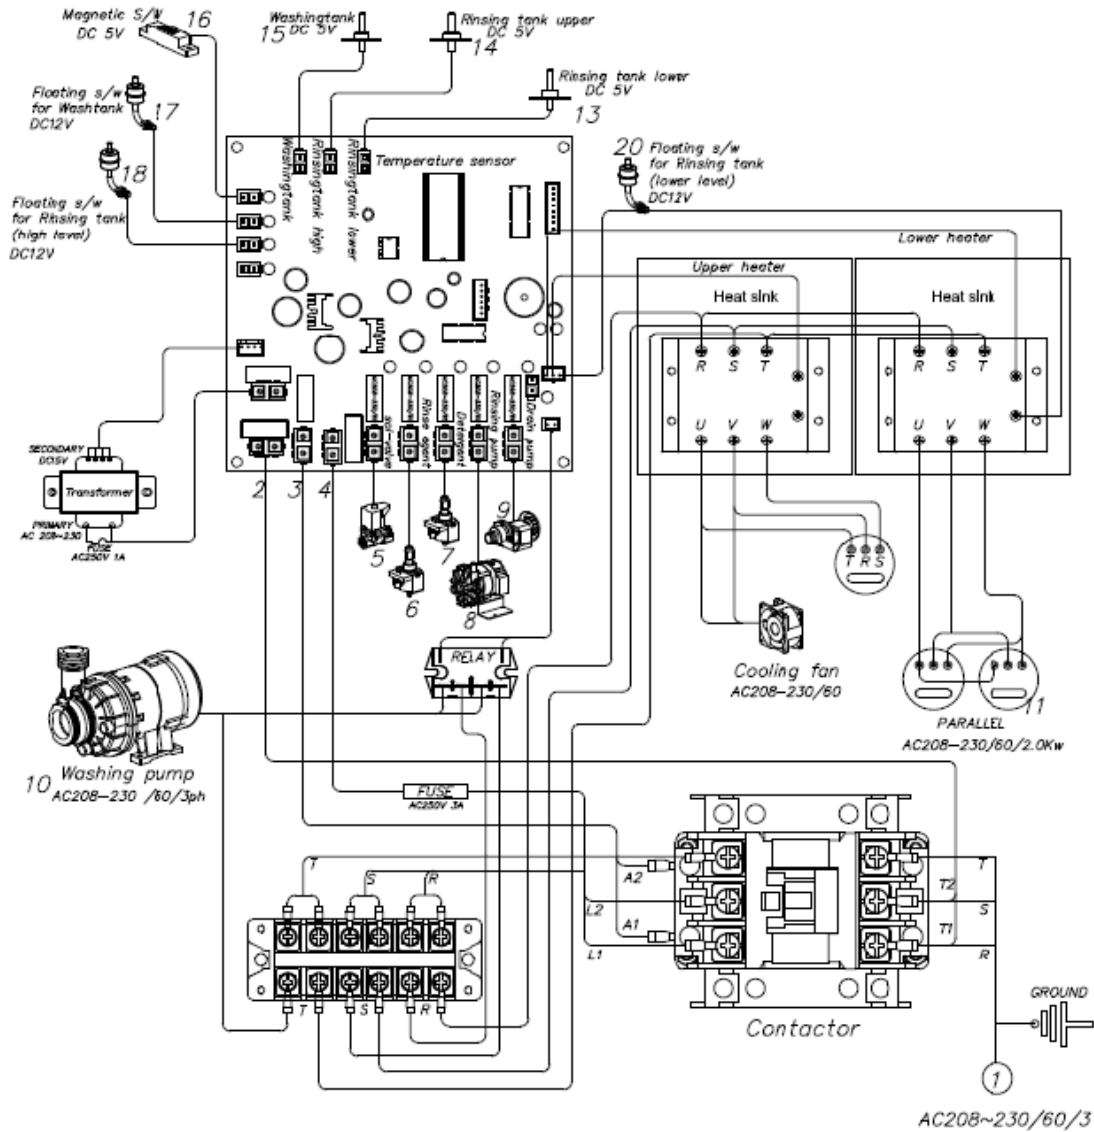 Magnetic S/W
DC 5V
16
Washingtank
15 DC 5V
Rinsing tank upper
DC 5V
14
Rinsing tank lower
DC 5V
13
Floating s/w
for Washtank
DC12V
17
18
Floating s/w
for Rinsing tank
(high level)
DC12V
20 Floating s/w
for Rinsing tank
(lower level)
DC12V
Washingtank
Rinsingtank high
Rinsingtank lower
Temperature sensor
Lower heater
Upper heater
Heat sink
Heat sink
R S T
R S T
U V W
U V W
sol-valve
Rinse agent
Detergent
Rinsing pump
Drain pump
SECONDARY
DC15V
Transformer
PRIMARY
AC 208~230
FUSE
AC250V 1A
2
3
4
5
6
7
8
9
T R S
RELAY
Cooling fan
AC208-230/60
11
PARALLEL
AC208-230/60/2.0Kw
10 Washing pump
AC208-230 /60/3ph
FUSE
AC250V 3A
T
S
R
A2
L2
A1
L1
T
T2
S
T1
R
T S R
Contactor
GROUND
1
AC208~230/60/3